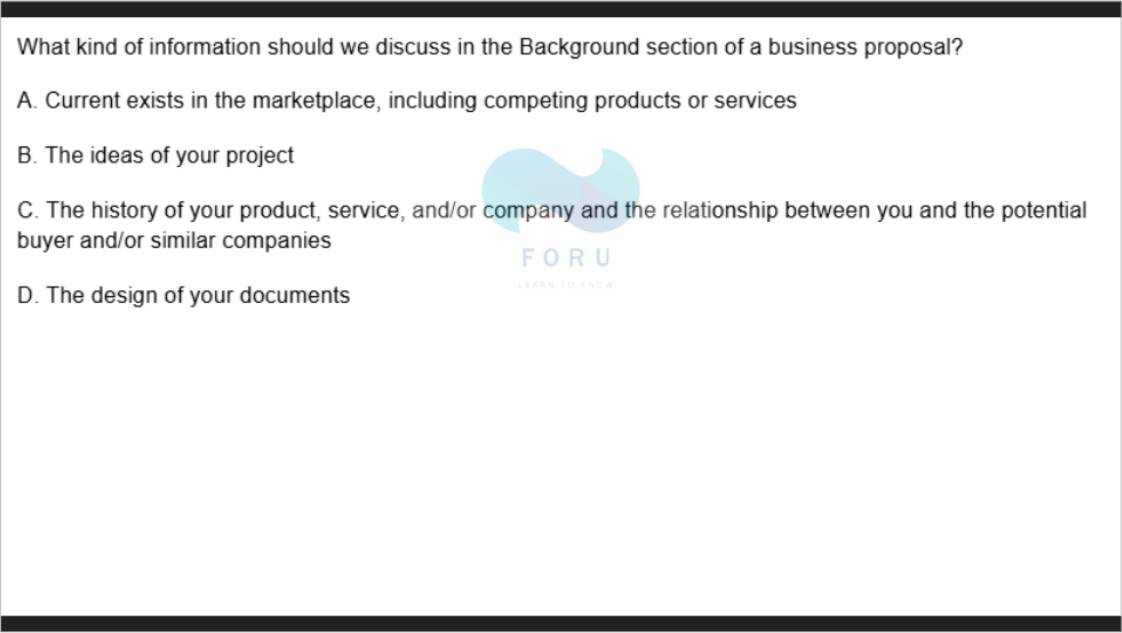 What kind of information should we discuss in the Background section of a business proposal?
A. Current exists in the marketplace, including competing products or services
B. The ideas of your project
C. The history of your product, service, and/or company and the relationship between you and the potential
buyer and/or similar companies
FORU
LEARN TO KNOW
D. The design of your documents